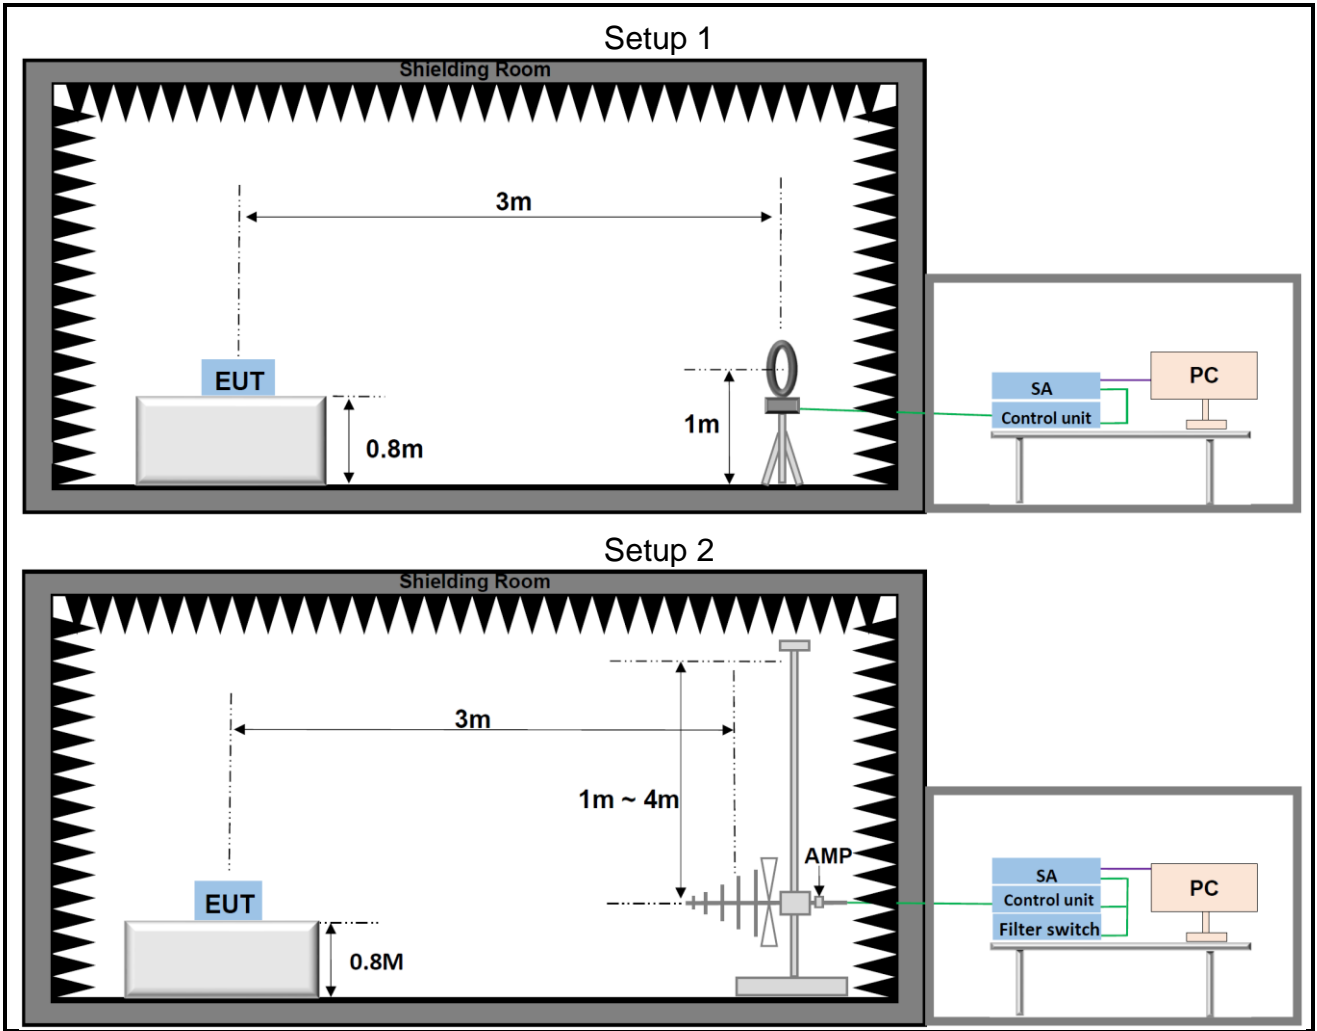 Setup 1
Shielding Room
3m
EUT
0.8m
1m
SA
Control unit
PC
Setup 2
Shielding Room
3m
1m ~ 4m
AMP
EUT
0.8M
SA
Control unit
Filter switch
PC